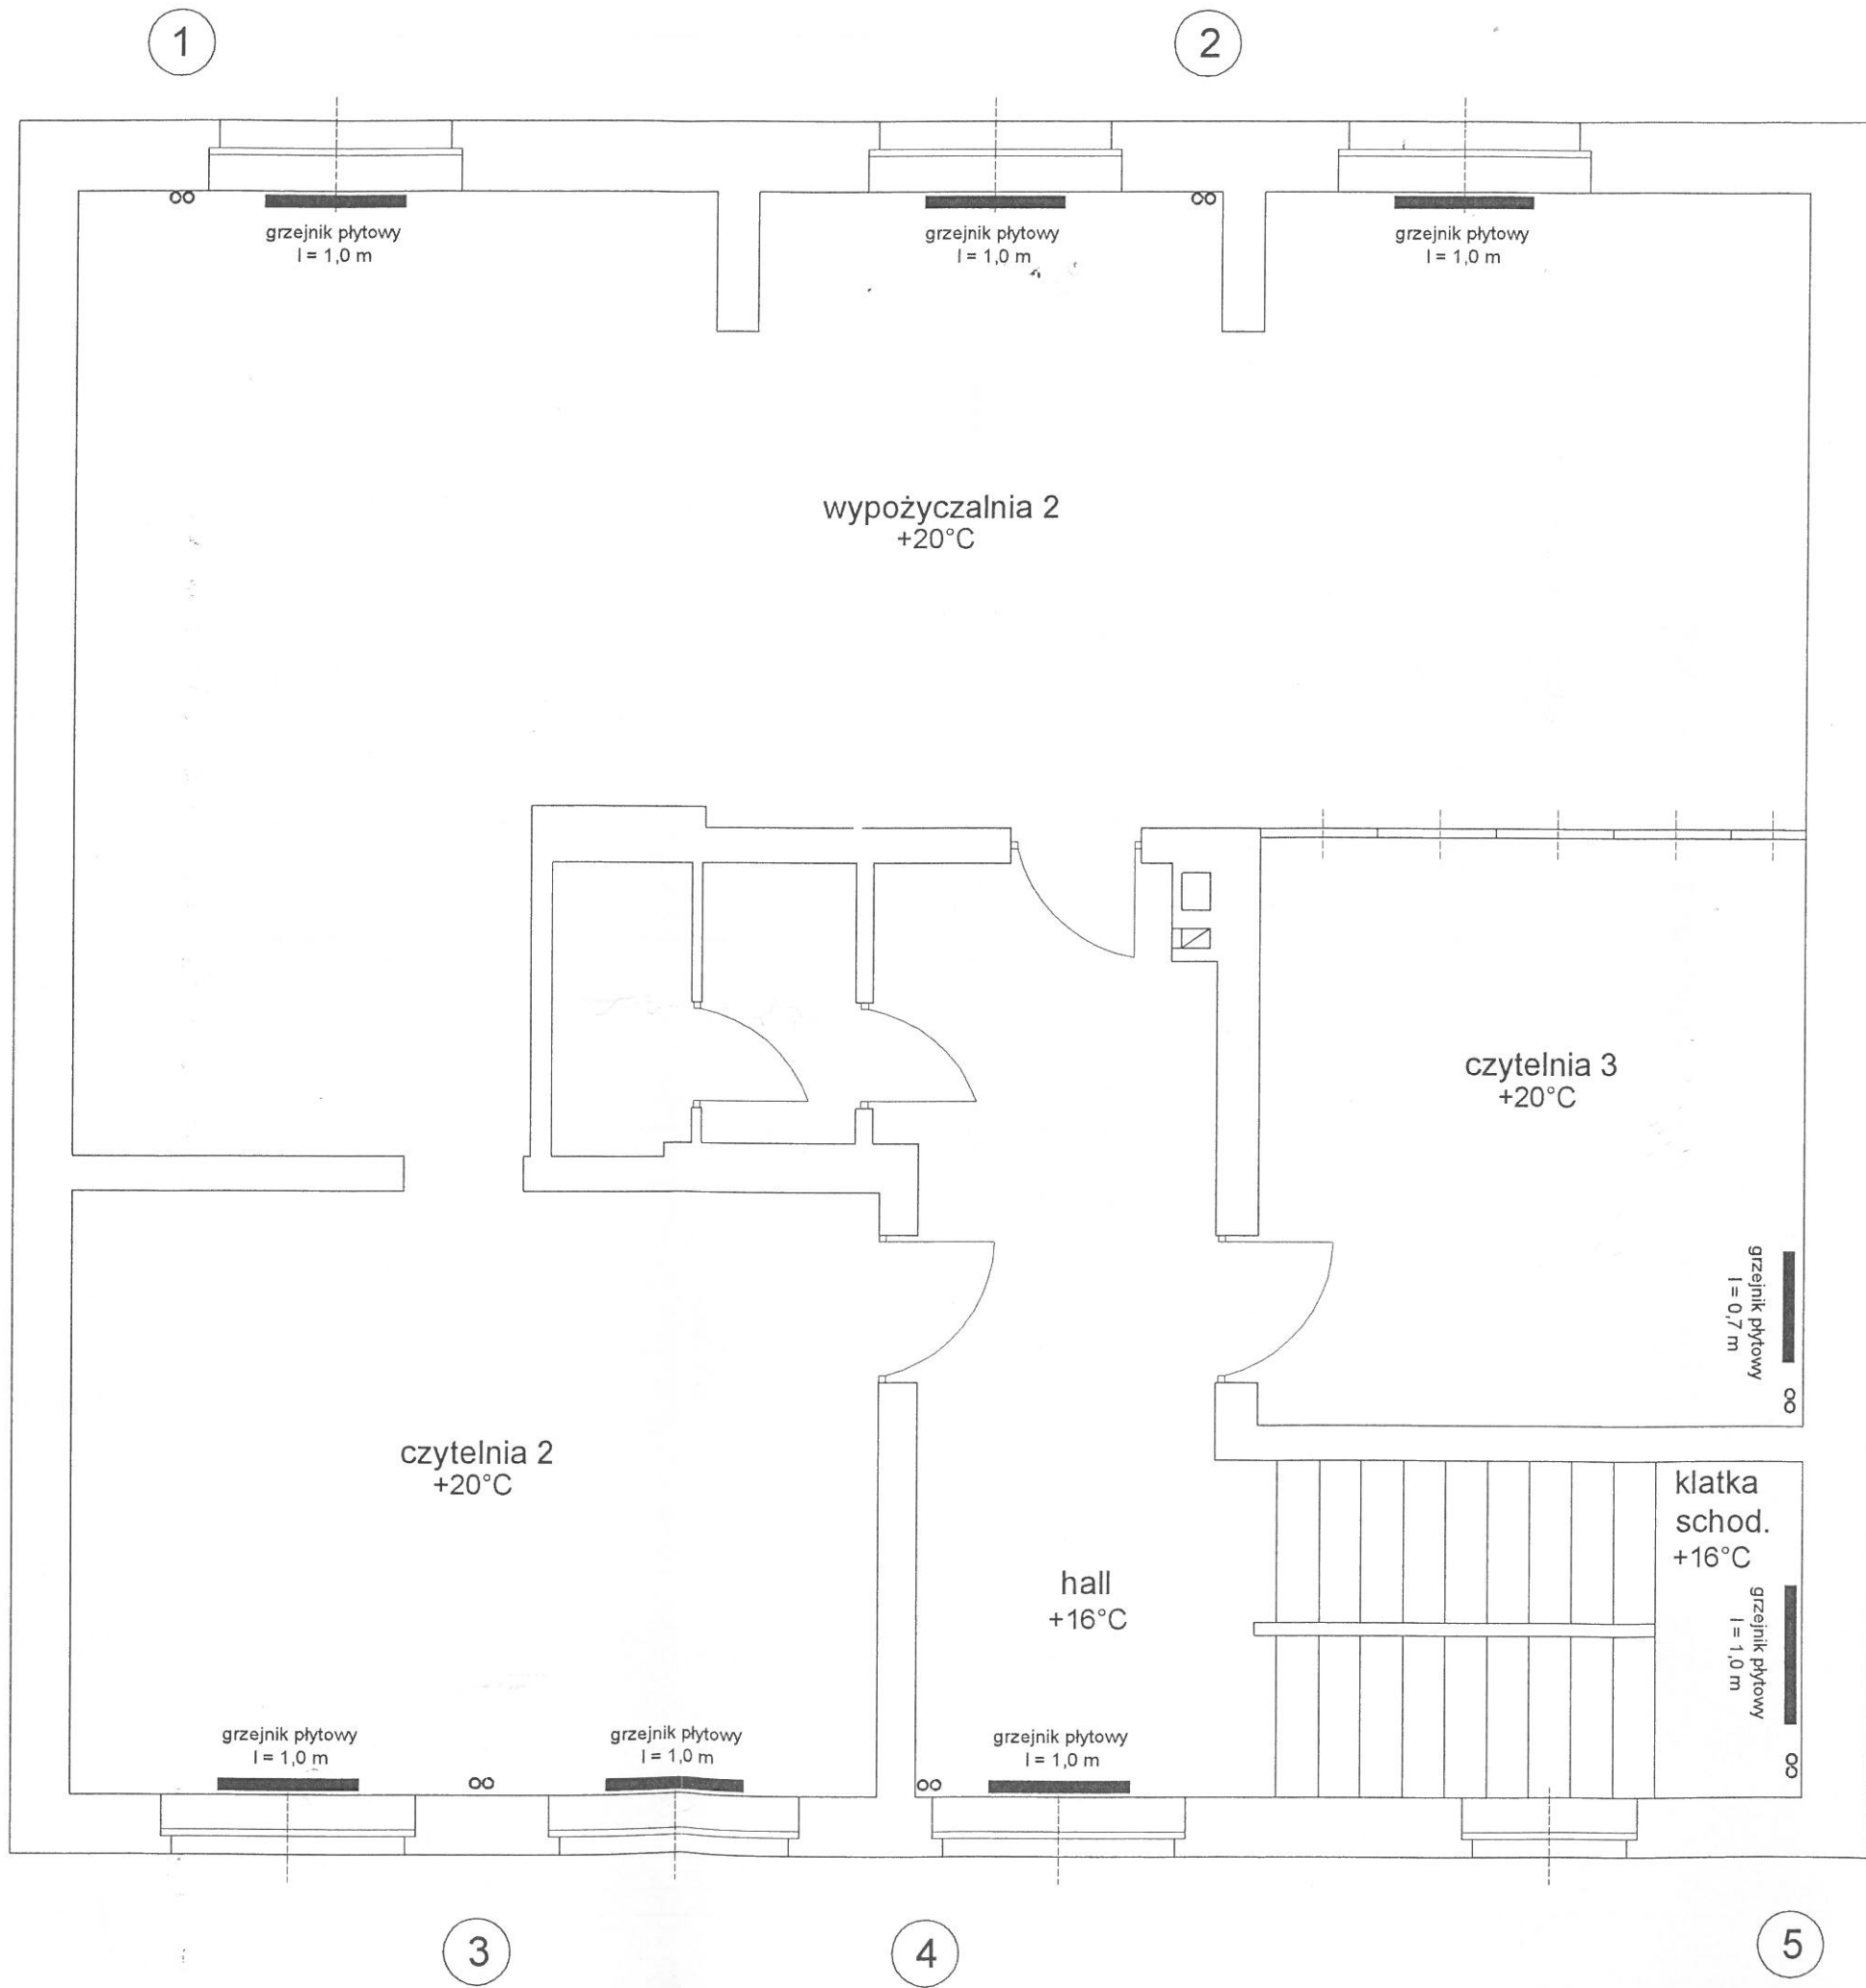 1
2
grzejnik płytowy
l = 1,0 m
grzejnik płytowy
l = 1,0 m
grzejnik płytowy
l = 1,0 m
wypożyczalnia 2
+20°C
czytelnia 3
+20°C
grzejnik płytowy
l = 0,7 m
czytelnia 2
+20°C
klatka
schod.
+16°C
hall
+16°C
grzejnik płytowy
l = 1,0 m
grzejnik płytowy
l = 1,0 m
grzejnik płytowy
l = 1,0 m
grzejnik płytowy
l = 1,0 m
3
4
5